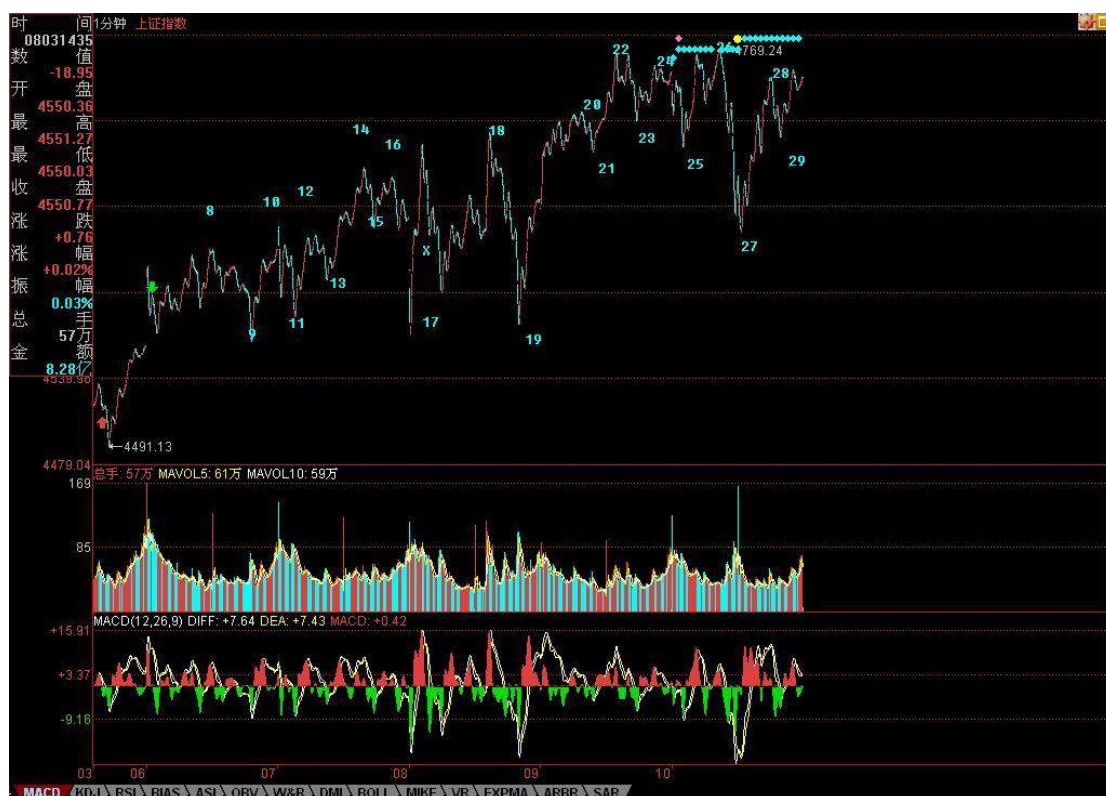 时 间 1分钟 上证指数
08031435
数 值
-18.95
开 盘
4550.36
最 高
4551.27
最 低
4550.03
收 盘
4550.77
涨 跌
+0.76
涨 幅
+0.02%
振 幅
0.03%
总 手
57万
金 额
8.28亿
4539.96
4479.04
4769.24
←4491.13
8
9
10
11
12
13
14
15
16
X
17
18
19
20
21
22
23
24
25
26
27
28
29
总手: 57万 MAVOL5: 61万 MAVOL10: 59万
169
85
MACD(12,26,9) DIFF: +7.64 DEA: +7.43 MACD: +0.42
+15.91
+3.37
-9.16
03 06 07 08 09 10
MACD KDJ RSI BIAS ASI OBV W&R DMI BOLL MIKE VR EXPMA ARBR SAR